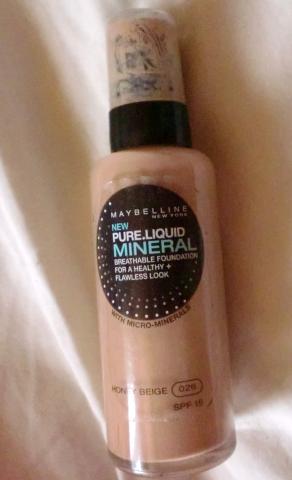 MAYBELLINE
NEW YORK
NEW
PURE.LIQUID
MINERAL
BREATHABLE FOUNDATION
FOR A HEALTHY +
FLAWLESS LOOK
WITH MICRO-MINERALS
HONEY BEIGE 026
SPF 18